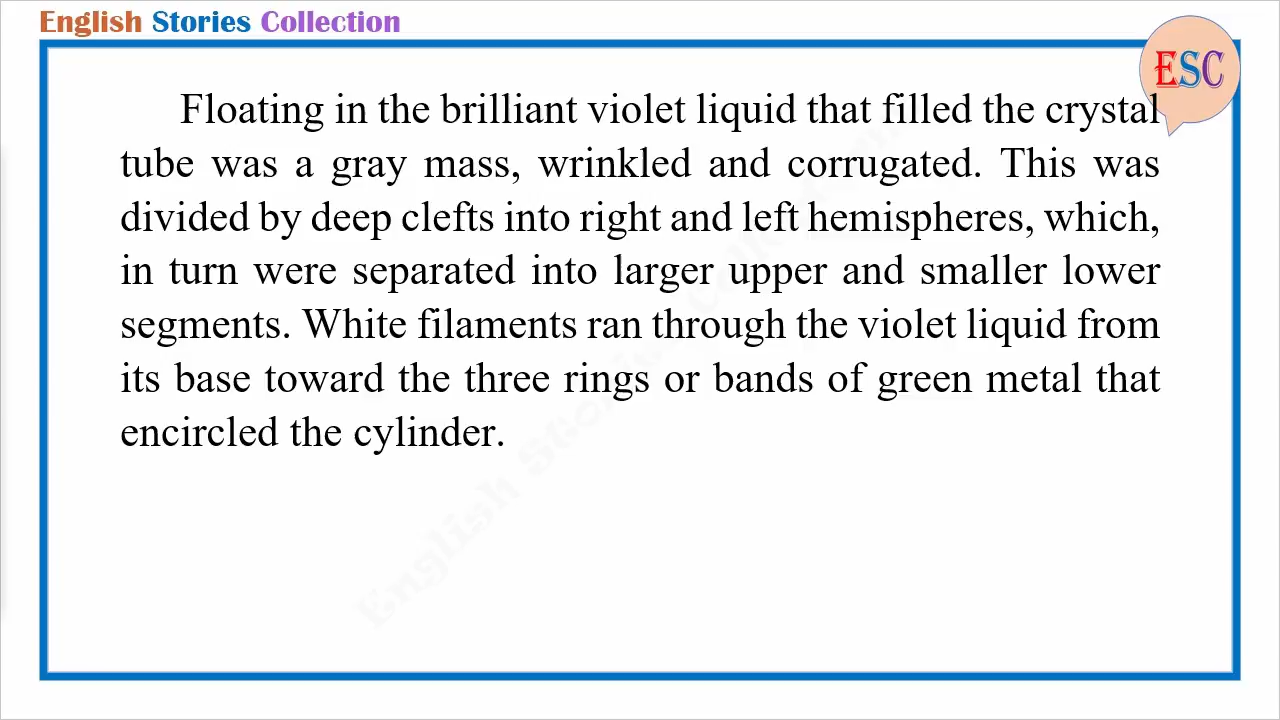 English Stories Collection
ESC
Floating in the brilliant violet liquid that filled the crystal
tube was a gray mass, wrinkled and corrugated. This was
divided by deep clefts into right and left hemispheres, which,
in turn were separated into larger upper and smaller lower
segments. White filaments ran through the violet liquid from
its base toward the three rings or bands of green metal that
encircled the cylinder.